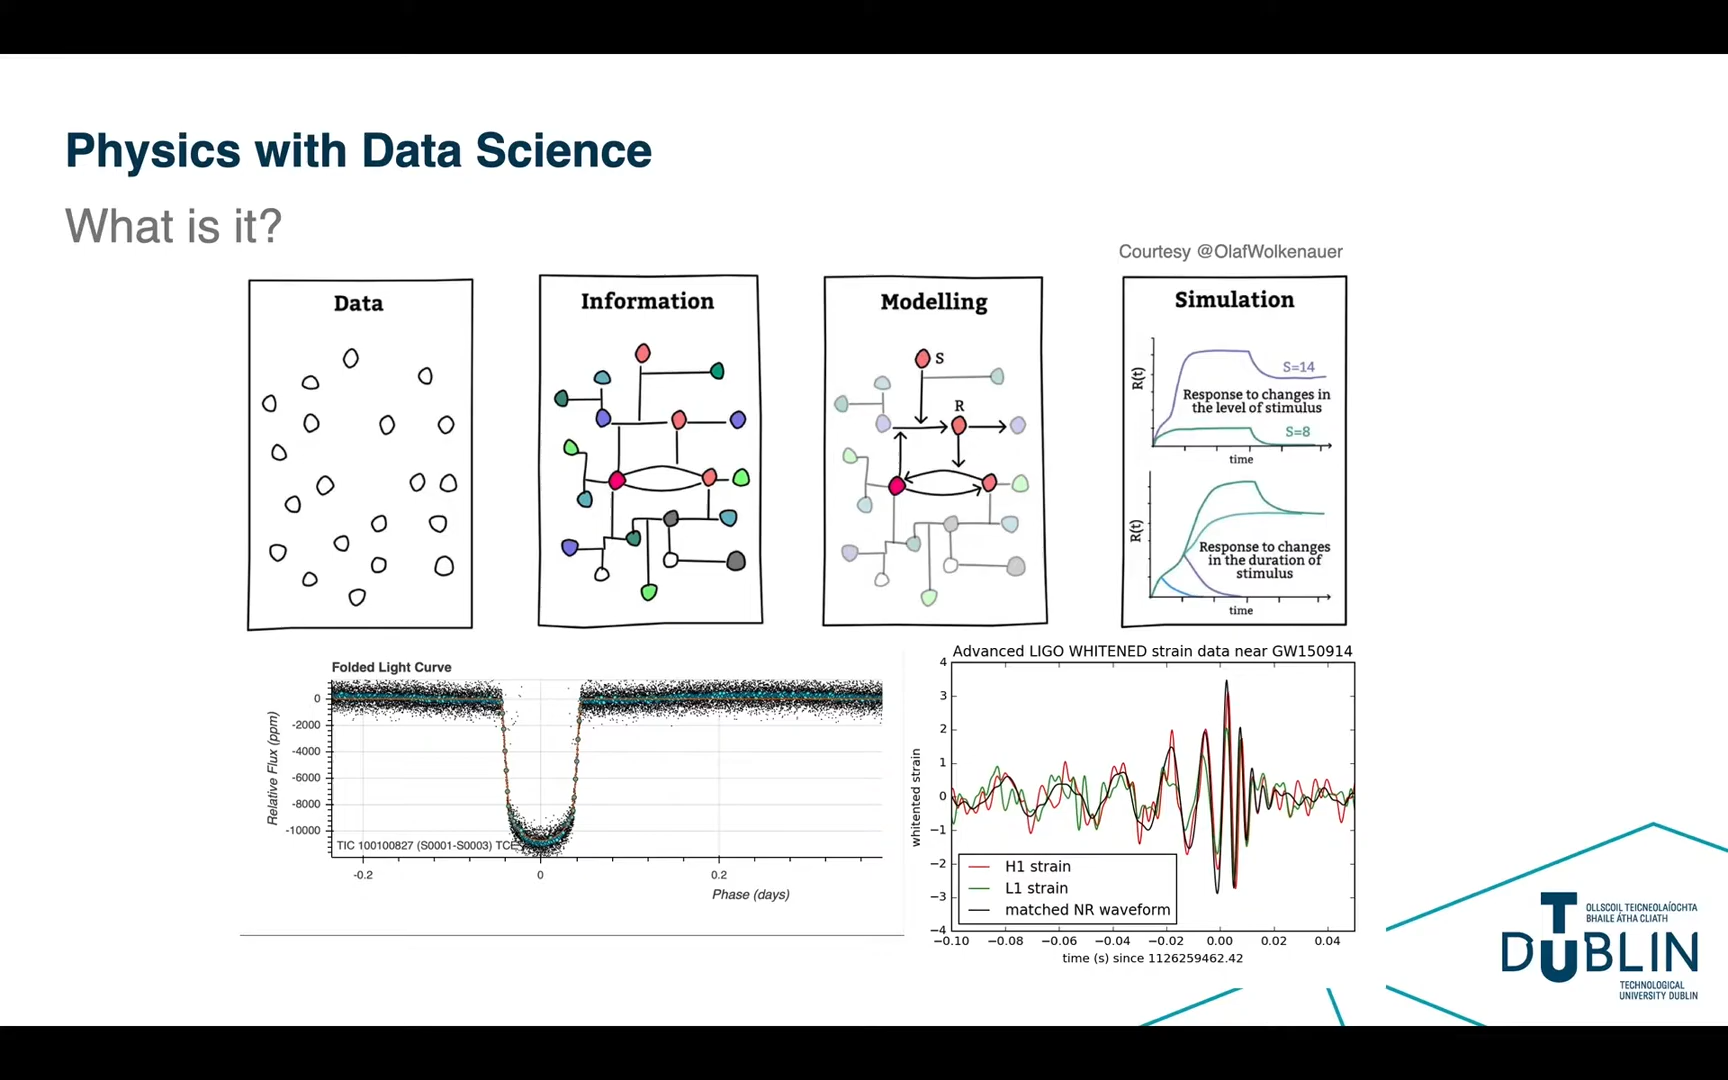 Physics with Data Science
What is it?
Courtesy @OlafWolkenauer
Data
Information
Modelling
S
R
Simulation
R(t)
S=14
Response to changes in
the level of stimulus
S=8
time
R(t)
Response to changes
in the duration of
stimulus
time
Folded Light Curve
Relative Flux (ppm)
0
-2000
-4000
-6000
-8000
-10000
TIC 100100827 (S0001-S0003) TCE
-0.2
0
0.2
Phase (days)
Advanced LIGO WHITENED strain data near GW150914
whitented strain
4
3
2
1
0
−1
−2
−3
−4
H1 strain
L1 strain
matched NR waveform
−0.10
−0.08
−0.06
−0.04
−0.02
0.00
0.02
0.04
time (s) since 1126259462.42
OLLSCOIL TEICNEOLAÍOCHTA
BHAILE ÁTHA CLIATH
TU DUBLIN
TECHNOLOGICAL
UNIVERSITY DUBLIN